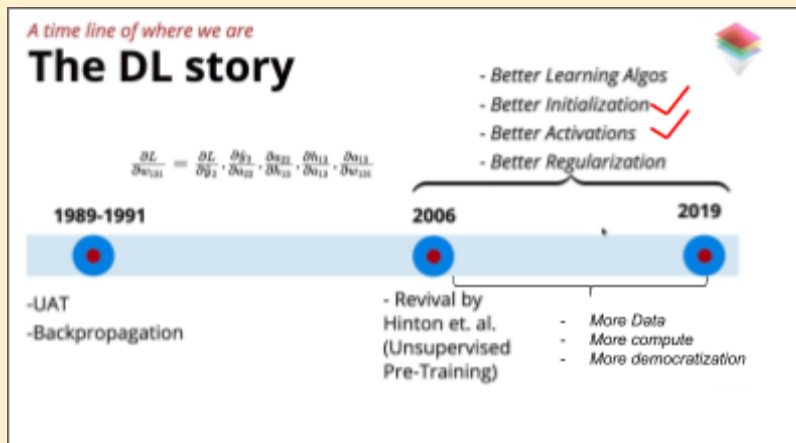 A time line of where we are
The DL story
- Better Learning Algos
- Better Initialization
- Better Activations
- Better Regularization
1989-1991
2006
2019
-UAT
-Backpropagation
- Revival by
Hinton et. al.
(Unsupervised
Pre-Training)
- More Data
- More compute
- More democratization